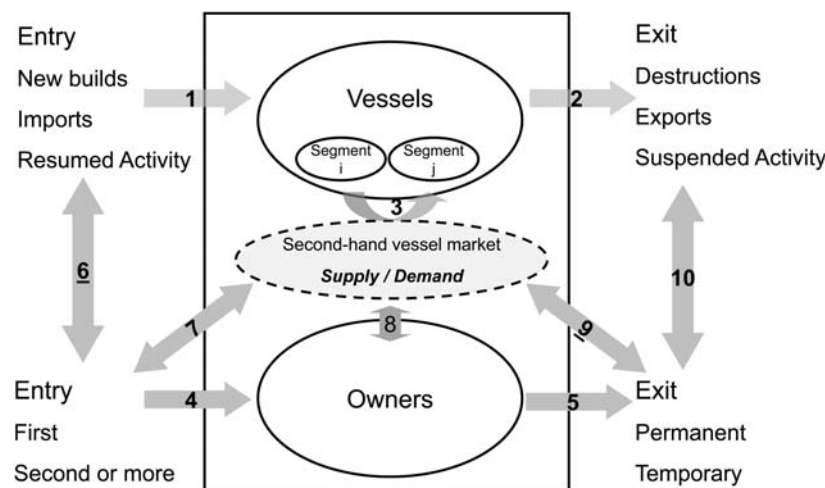 Entry
New builds
Imports
Resumed Activity
1
Vessels
Segment
i
Segment
j
2
Exit
Destructions
Exports
Suspended Activity
3
Second-hand vessel market
Supply / Demand
6
7
8
9
10
Entry
First
Second or more
4
Owners
5
Exit
Permanent
Temporary